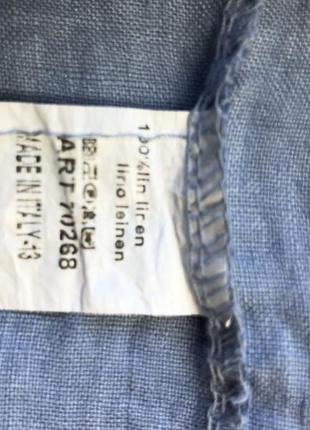 100%lin linen
lino leinen
ART 70268
MADE IN ITALY-43